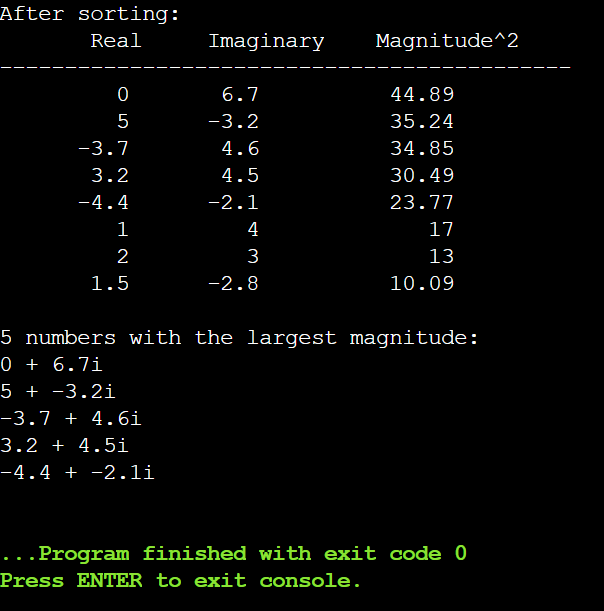 After sorting:
Real Imaginary Magnitude^2
--------------------------------------------
0 6.7 44.89
5 -3.2 35.24
-3.7 4.6 34.85
3.2 4.5 30.49
-4.4 -2.1 23.77
1 4 17
2 3 13
1.5 -2.8 10.09
5 numbers with the largest magnitude:
0 + 6.7i
5 + -3.2i
-3.7 + 4.6i
3.2 + 4.5i
-4.4 + -2.1i
...Program finished with exit code 0
Press ENTER to exit console.